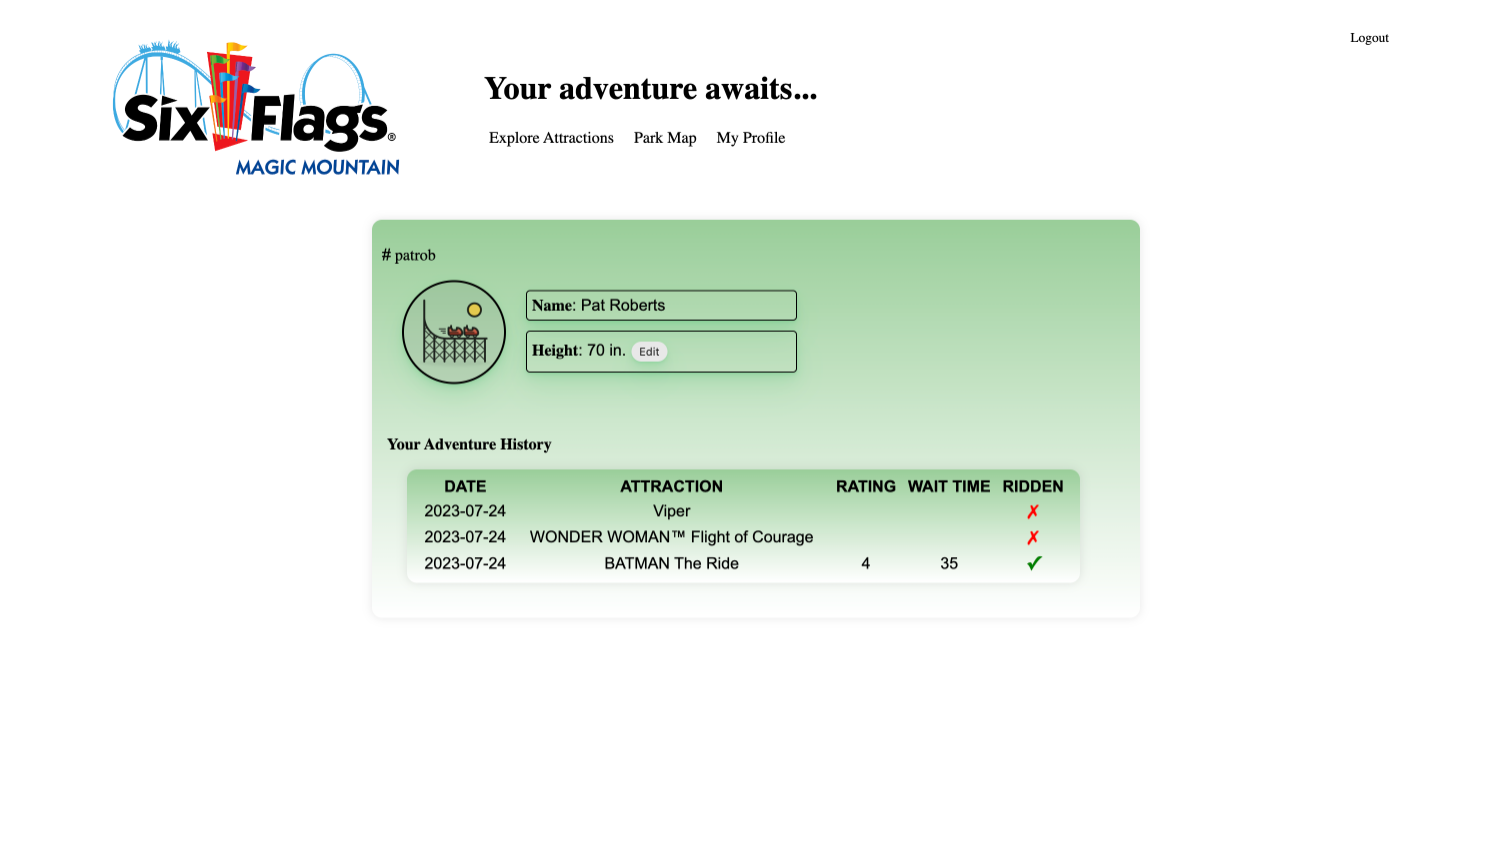 Logout
Six Flags®
MAGIC MOUNTAIN
Your adventure awaits...
Explore Attractions Park Map My Profile
# patrob
Name: Pat Roberts
Height: 70 in. Edit
Your Adventure History
DATE ATTRACTION RATING WAIT TIME RIDDEN
2023-07-24 Viper ✗
2023-07-24 WONDER WOMAN™ Flight of Courage ✗
2023-07-24 BATMAN The Ride 4 35 ✓